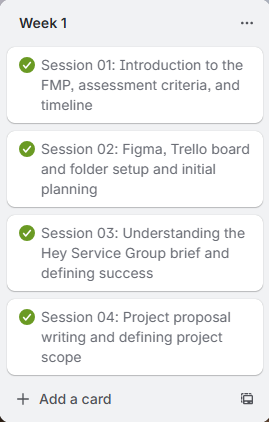 Week 1
Session 01: Introduction to the
FMP, assessment criteria, and
timeline
Session 02: Figma, Trello board
and folder setup and initial
planning
Session 03: Understanding the
Hey Service Group brief and
defining success
Session 04: Project proposal
writing and defining project
scope
Add a card